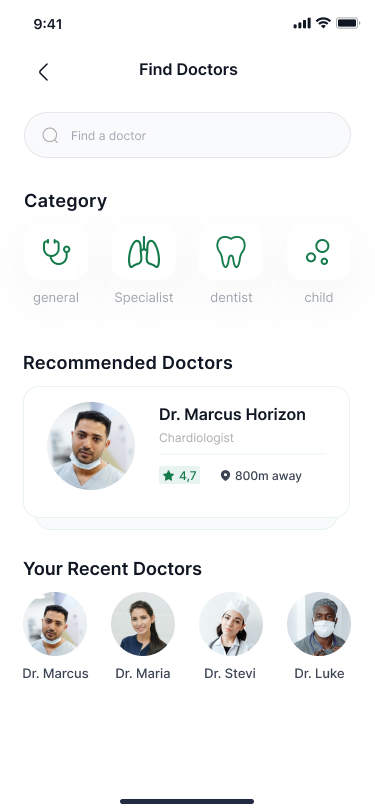 9:41
Find Doctors
Find a doctor
Category
general
Specialist
dentist
child
Recommended Doctors
Dr. Marcus Horizon
Chardiologist
4,7
800m away
Your Recent Doctors
Dr. Marcus
Dr. Maria
Dr. Stevi
Dr. Luke